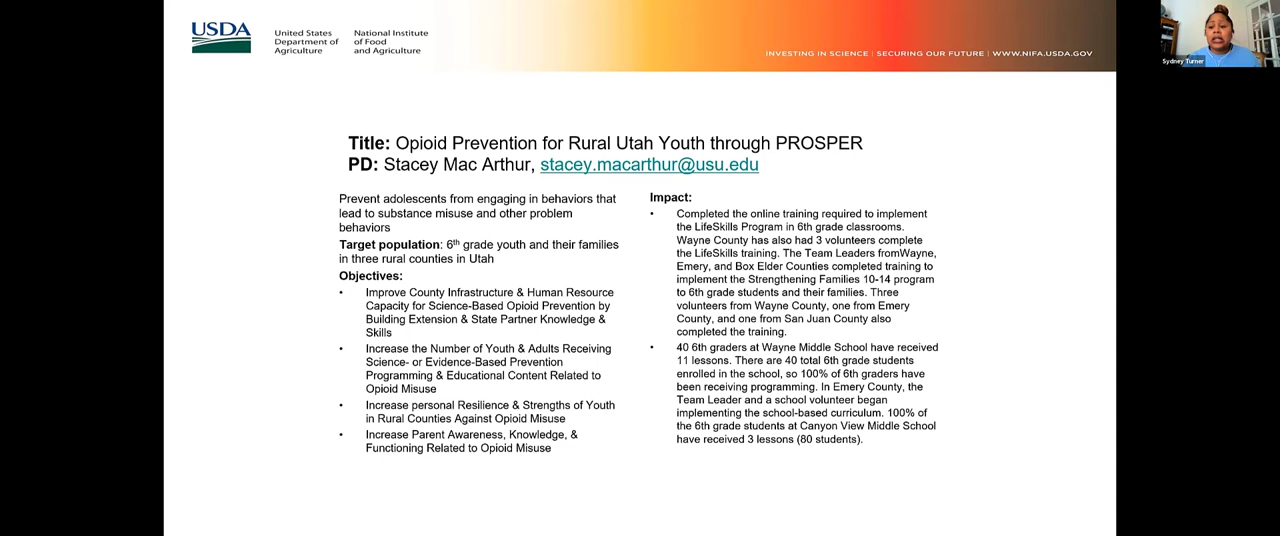 USDA
United States
Department of
Agriculture
National Institute
of Food
and Agriculture
INVESTING IN SCIENCE | SECURING OUR FUTURE | WWW.NIFA.USDA.GOV
Sydney Turner
Title: Opioid Prevention for Rural Utah Youth through PROSPER
PD: Stacey Mac Arthur, stacey.macarthur@usu.edu
Prevent adolescents from engaging in behaviors that
lead to substance misuse and other problem
behaviors
Target population: 6th grade youth and their families
in three rural counties in Utah
Objectives:
• Improve County Infrastructure & Human Resource
Capacity for Science-Based Opioid Prevention by
Building Extension & State Partner Knowledge &
Skills
• Increase the Number of Youth & Adults Receiving
Science- or Evidence-Based Prevention
Programming & Educational Content Related to
Opioid Misuse
• Increase personal Resilience & Strengths of Youth
in Rural Counties Against Opioid Misuse
• Increase Parent Awareness, Knowledge, &
Functioning Related to Opioid Misuse
Impact:
• Completed the online training required to implement
the LifeSkills Program in 6th grade classrooms.
Wayne County has also had 3 volunteers complete
the LifeSkills training. The Team Leaders fromWayne,
Emery, and Box Elder Counties completed training to
implement the Strengthening Families 10-14 program
to 6th grade students and their families. Three
volunteers from Wayne County, one from Emery
County, and one from San Juan County also
completed the training.
• 40 6th graders at Wayne Middle School have received
11 lessons. There are 40 total 6th grade students
enrolled in the school, so 100% of 6th graders have
been receiving programming. In Emery County, the
Team Leader and a school volunteer began
implementing the school-based curriculum. 100% of
the 6th grade students at Canyon View Middle School
have received 3 lessons (80 students).